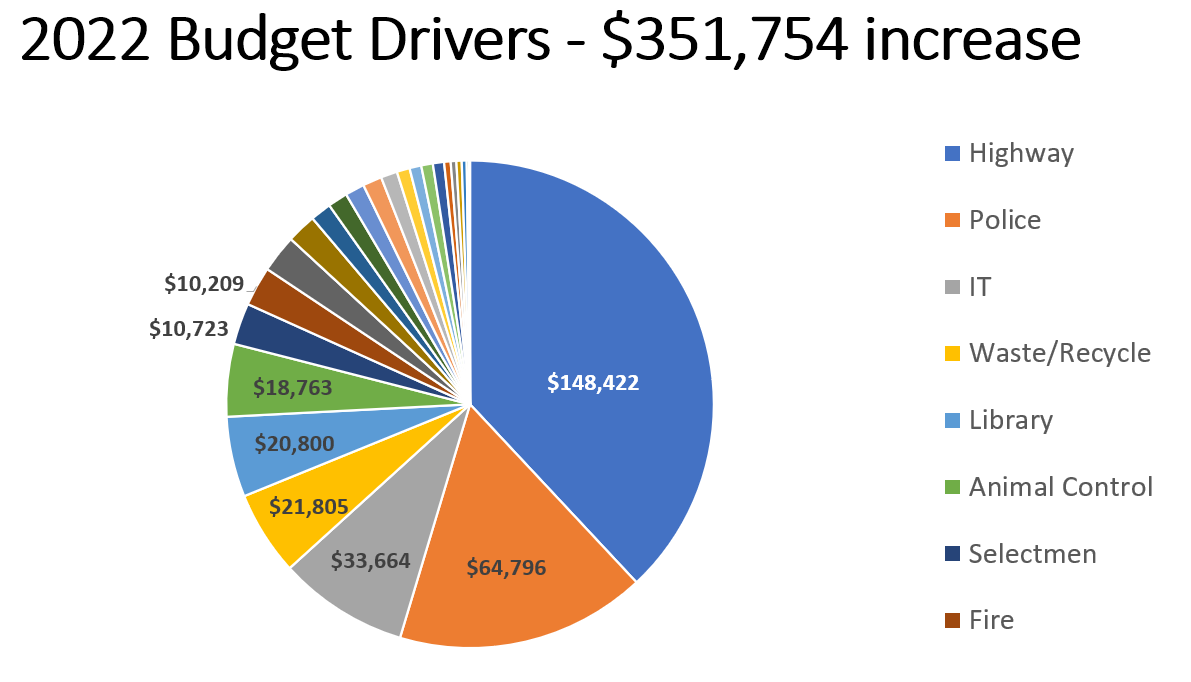 2022 Budget Drivers - $351,754 increase
Highway
Police
IT
Waste/Recycle
Library
Animal Control
Selectmen
Fire
$148,422
$64,796
$33,664
$21,805
$20,800
$18,763
$10,723
$10,209